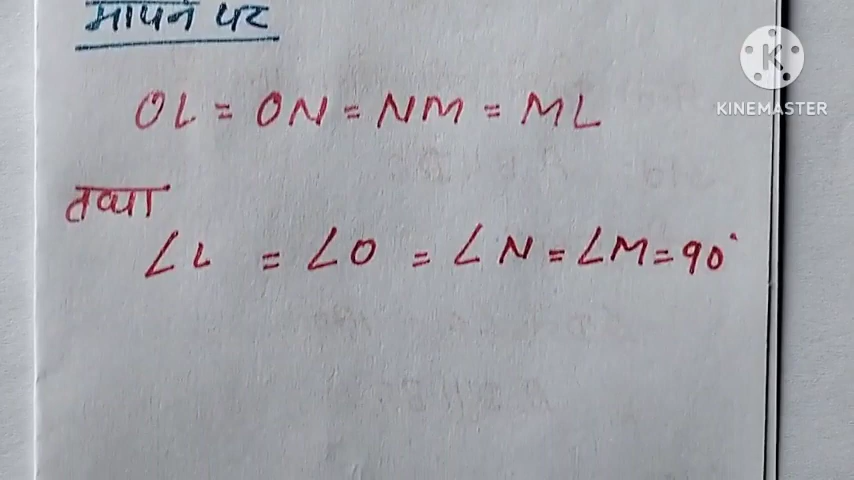 मापने पर
OL = ON = NM = ML
तथा
∠L = ∠O = ∠N = ∠M = 90°
KINEMASTER